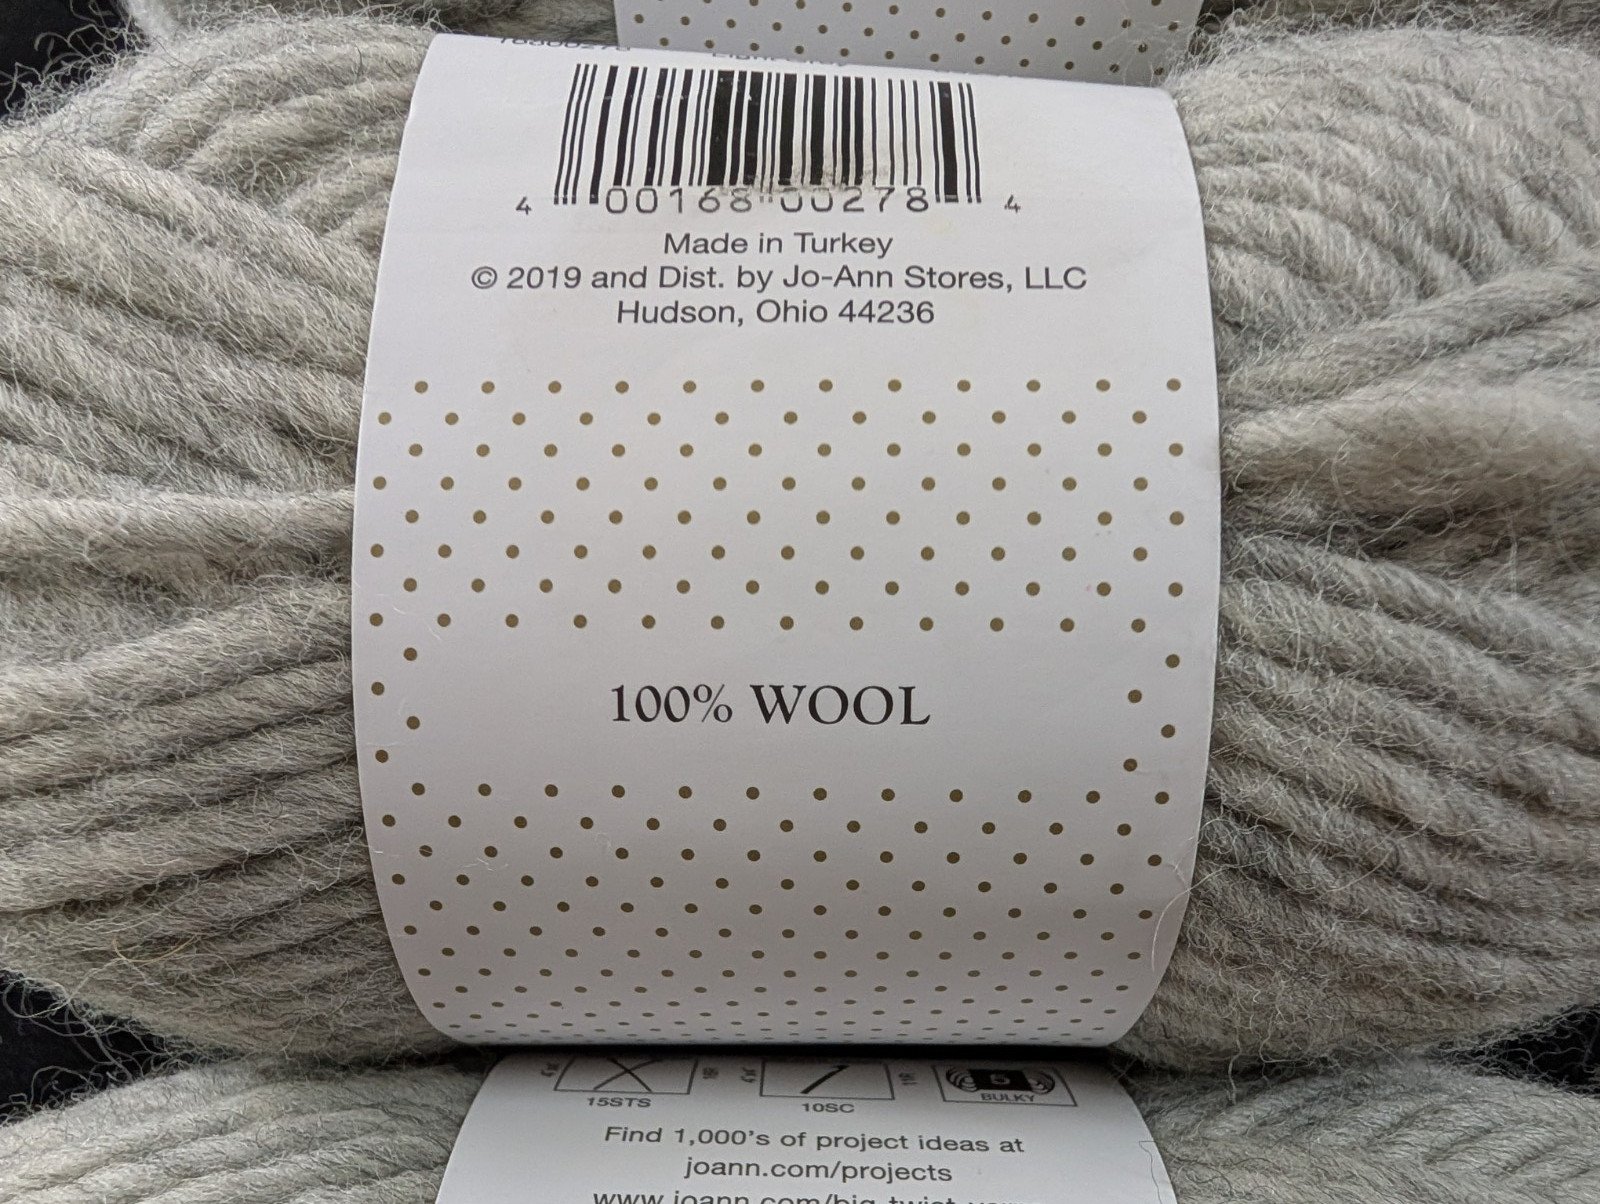 4 00168 00278 4
Made in Turkey
© 2019 and Dist. by Jo-Ann Stores, LLC
Hudson, Ohio 44236
100% WOOL
15STS
10SC
5
BULKY
Find 1,000's of project ideas at
joann.com/projects